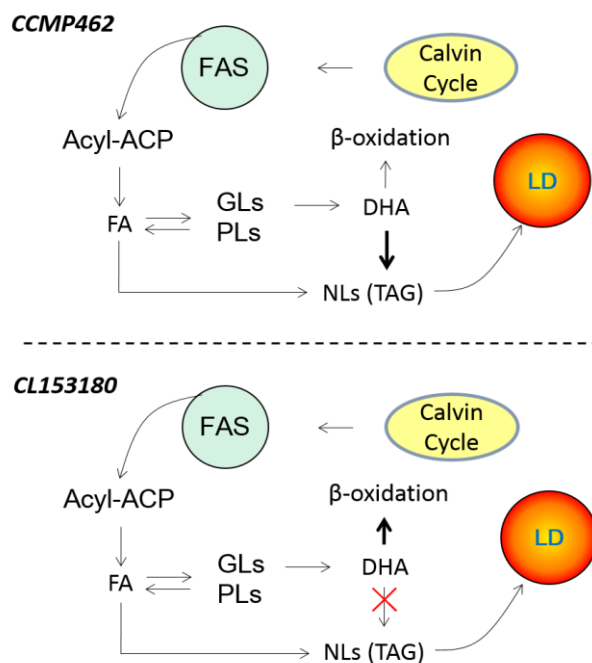 CCMP462
FAS
Calvin
Cycle
Acyl-ACP
β-oxidation
LD
FA
GLs
PLs
DHA
NLs (TAG)
CL153180
FAS
Calvin
Cycle
Acyl-ACP
β-oxidation
LD
FA
GLs
PLs
DHA
NLs (TAG)